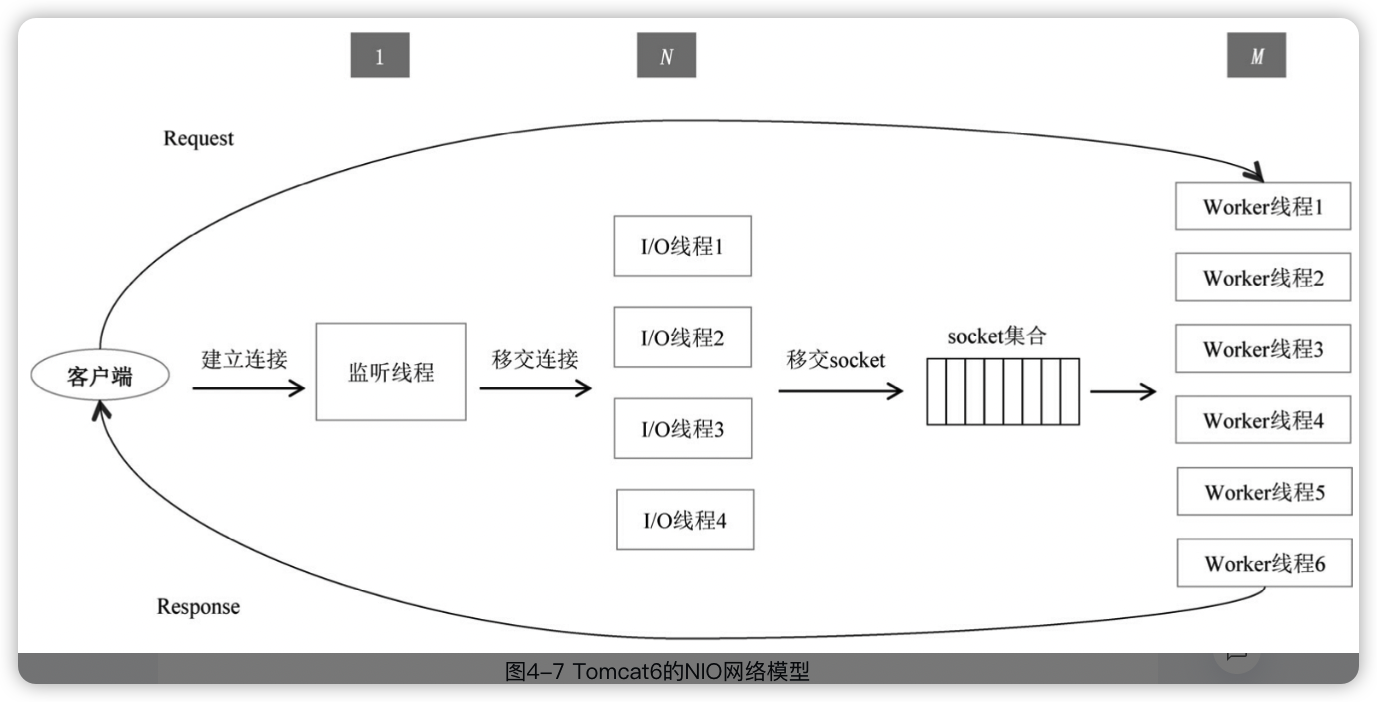 1
N
M
Request
客户端
建立连接
监听线程
移交连接
I/O线程1
I/O线程2
I/O线程3
I/O线程4
移交socket
socket集合
Worker线程1
Worker线程2
Worker线程3
Worker线程4
Worker线程5
Worker线程6
Response
图4-7 Tomcat6的NIO网络模型